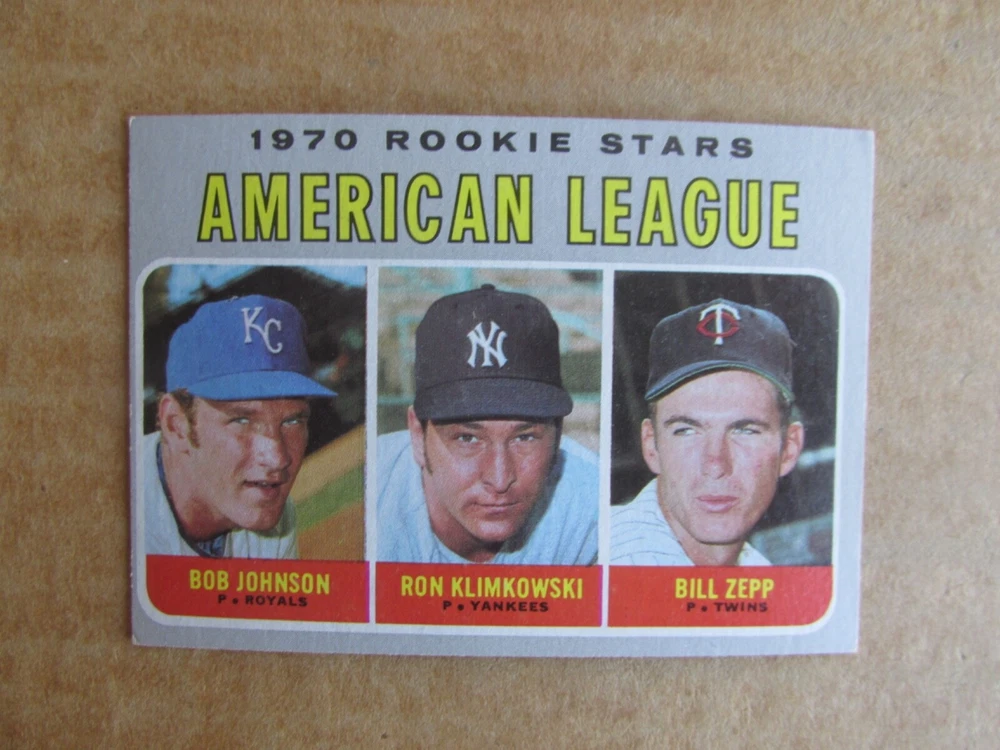 1970 ROOKIE STARS
AMERICAN LEAGUE
KC
NY
TC
BOB JOHNSON
P • ROYALS
RON KLIMKOWSKI
P • YANKEES
BILL ZEPP
P • TWINS